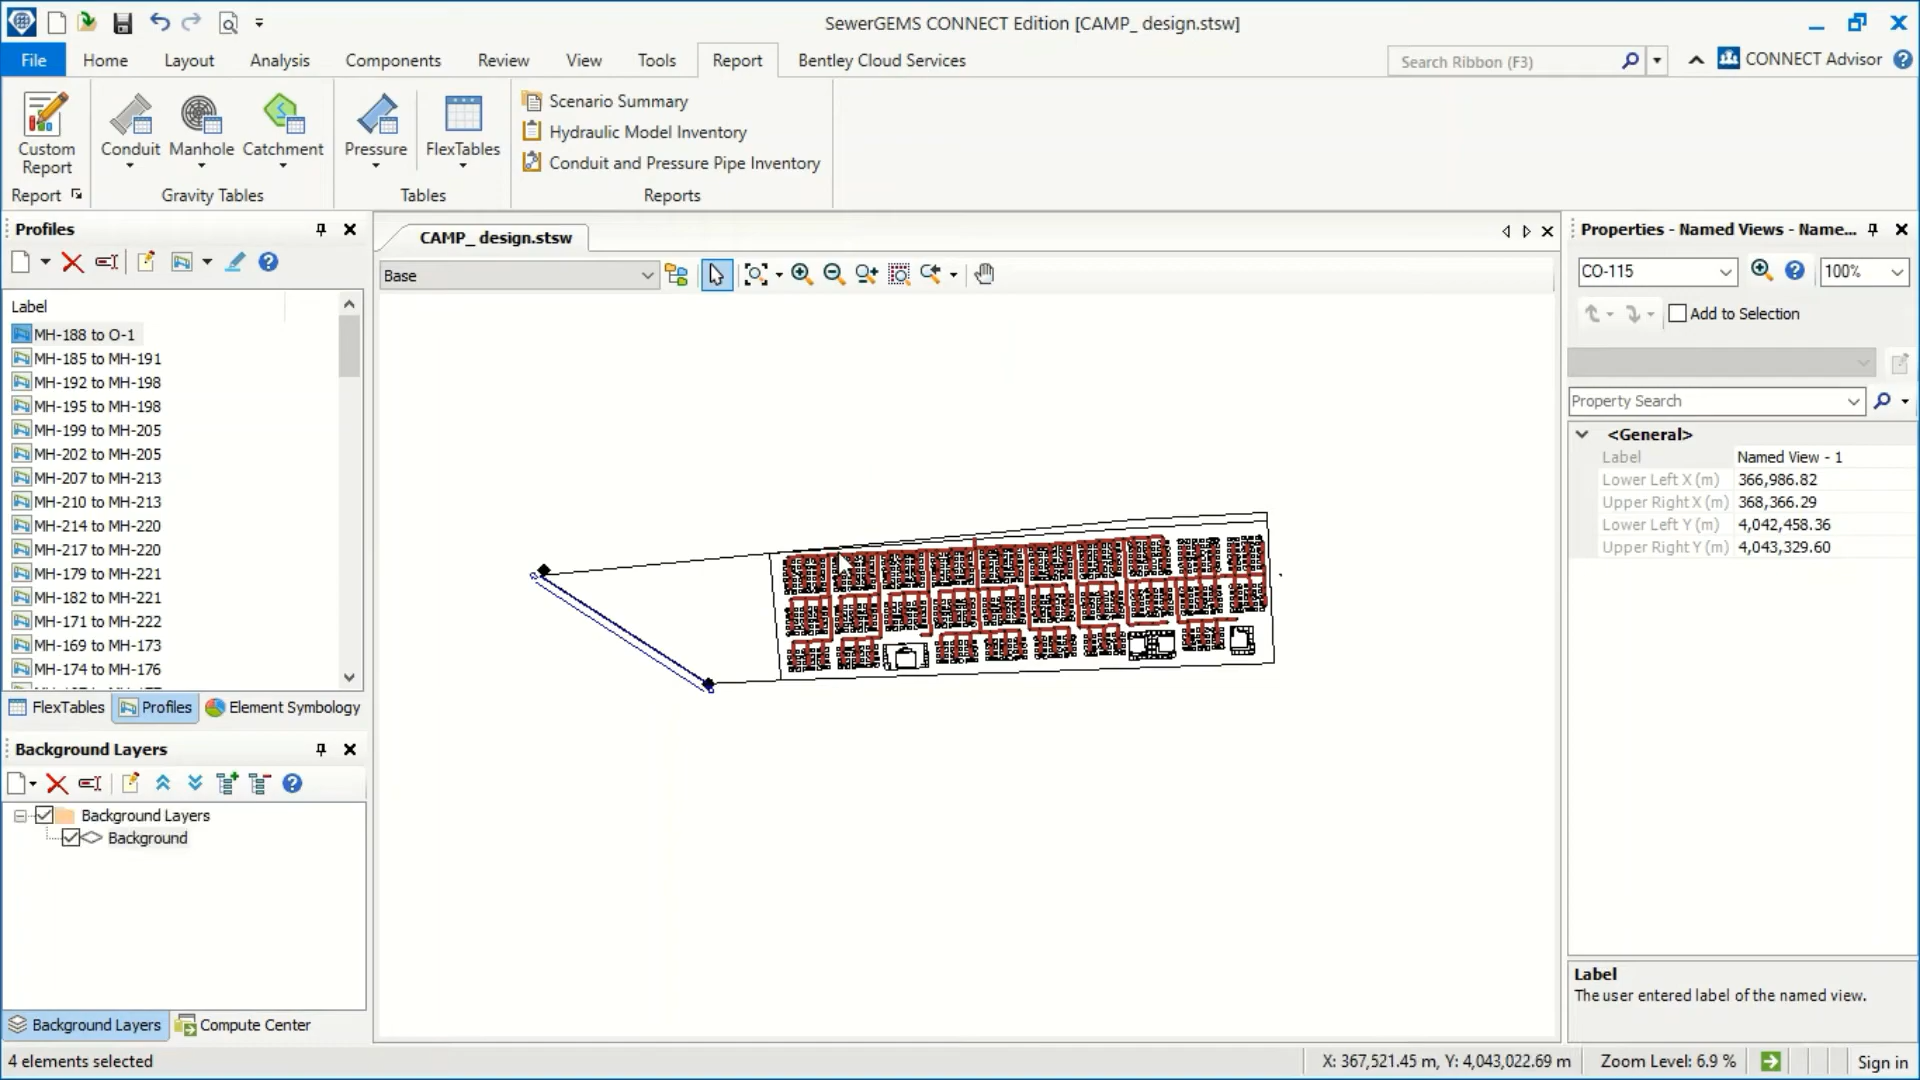 SewerGEMS CONNECT Edition [CAMP_ design.stsw]
File Home Layout Analysis Components Review View Tools Report Bentley Cloud Services
Search Ribbon (F3)
CONNECT Advisor
Custom Report
Conduit
Manhole
Catchment
Pressure
FlexTables
Scenario Summary
Hydraulic Model Inventory
Conduit and Pressure Pipe Inventory
Report
Gravity Tables
Tables
Reports
Profiles
Label
MH-188 to O-1
MH-185 to MH-191
MH-192 to MH-198
MH-195 to MH-198
MH-199 to MH-205
MH-202 to MH-205
MH-207 to MH-213
MH-210 to MH-213
MH-214 to MH-220
MH-217 to MH-220
MH-179 to MH-221
MH-182 to MH-221
MH-171 to MH-222
MH-169 to MH-173
MH-174 to MH-176
FlexTables Profiles Element Symbology
Background Layers
Background Layers
Background
Background Layers Compute Center
CAMP_ design.stsw
Base
Properties - Named Views - Name...
CO-115
100%
Add to Selection
Property Search
<General>
Label Named View - 1
Lower Left X (m) 366,986.82
Upper Right X (m) 368,366.29
Lower Left Y (m) 4,042,458.36
Upper Right Y (m) 4,043,329.60
Label
The user entered label of the named view.
4 elements selected
X: 367,521.45 m, Y: 4,043,022.69 m
Zoom Level: 6.9 %
Sign in